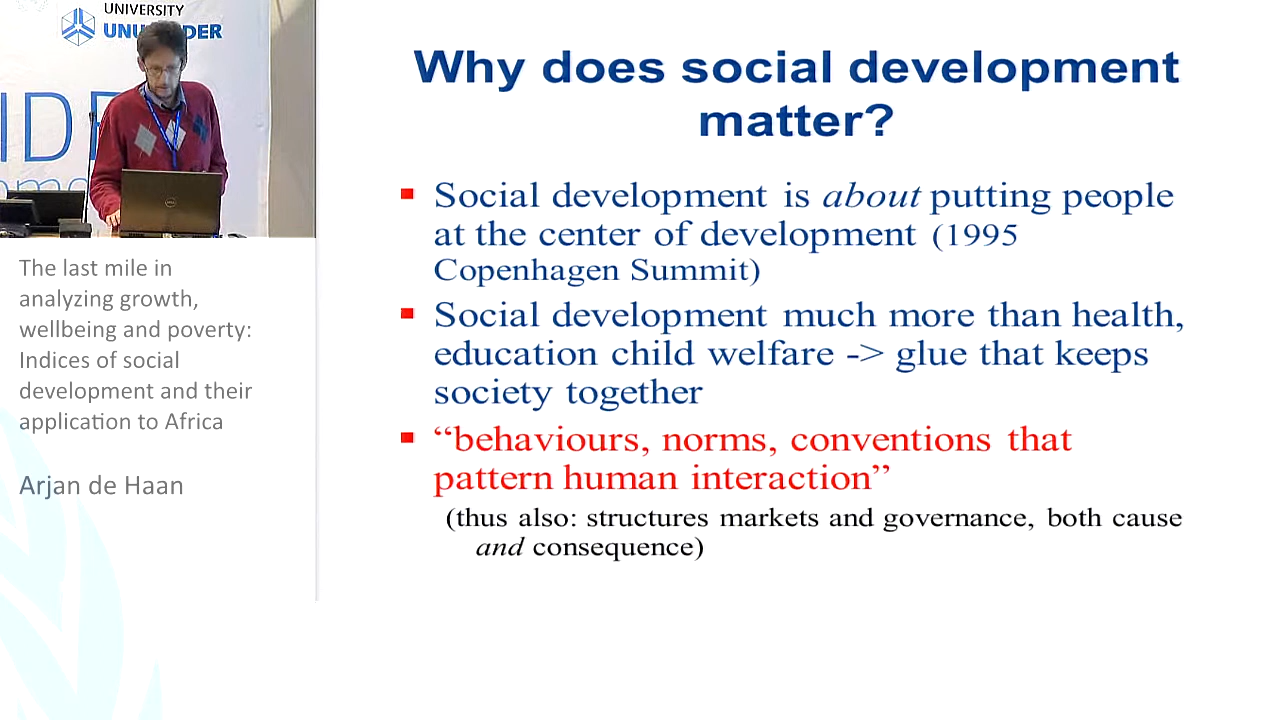 UNIVERSITY
The last mile in
analyzing growth,
wellbeing and poverty:
Indices of social
development and their
application to Africa
Arjan de Haan
Why does social development
matter?
Social development is about putting people
at the center of development (1995
Copenhagen Summit)
Social development much more than health,
education child welfare -> glue that keeps
society together
“behaviours, norms, conventions that
pattern human interaction”
(thus also: structures markets and governance, both cause
and consequence)